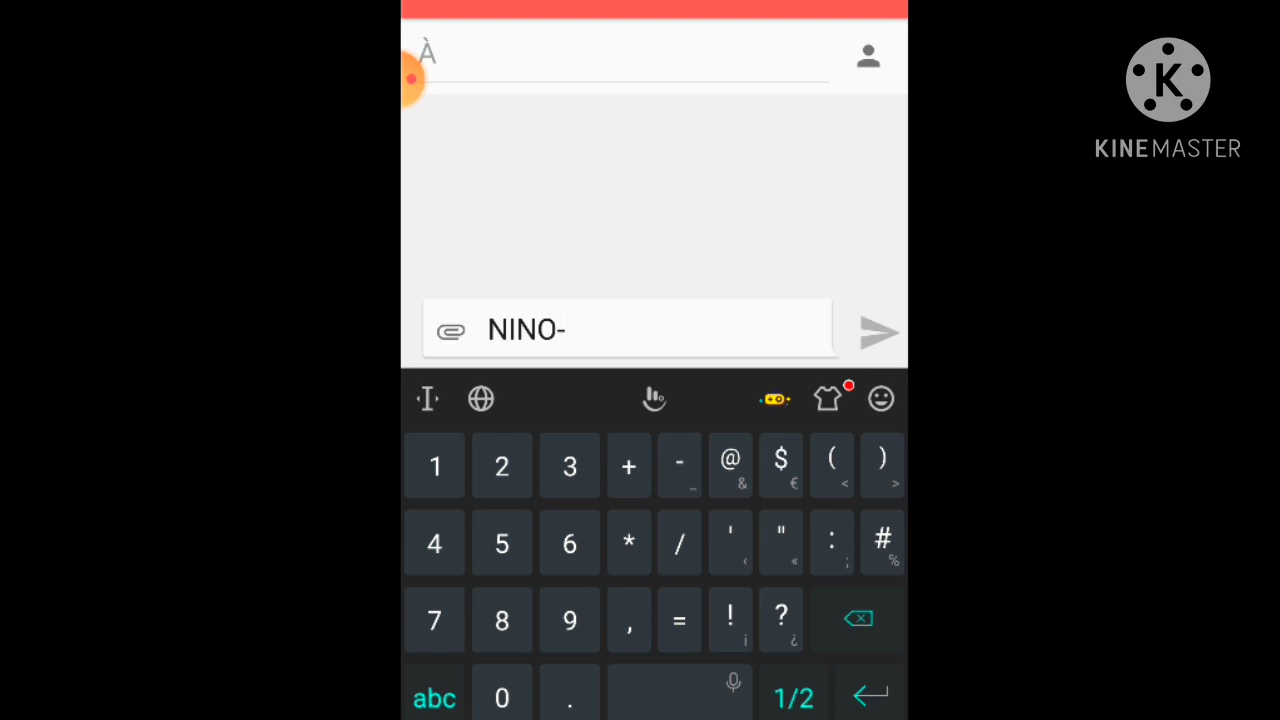 À
K
KINEMASTER
NINO-
1 2 3 + - _ @ & $ € ( < ) >
4 5 6 * / ' ‹ " « : ; # %
7 8 9 , = ! ¡ ? ¿
abc 0 . 1/2